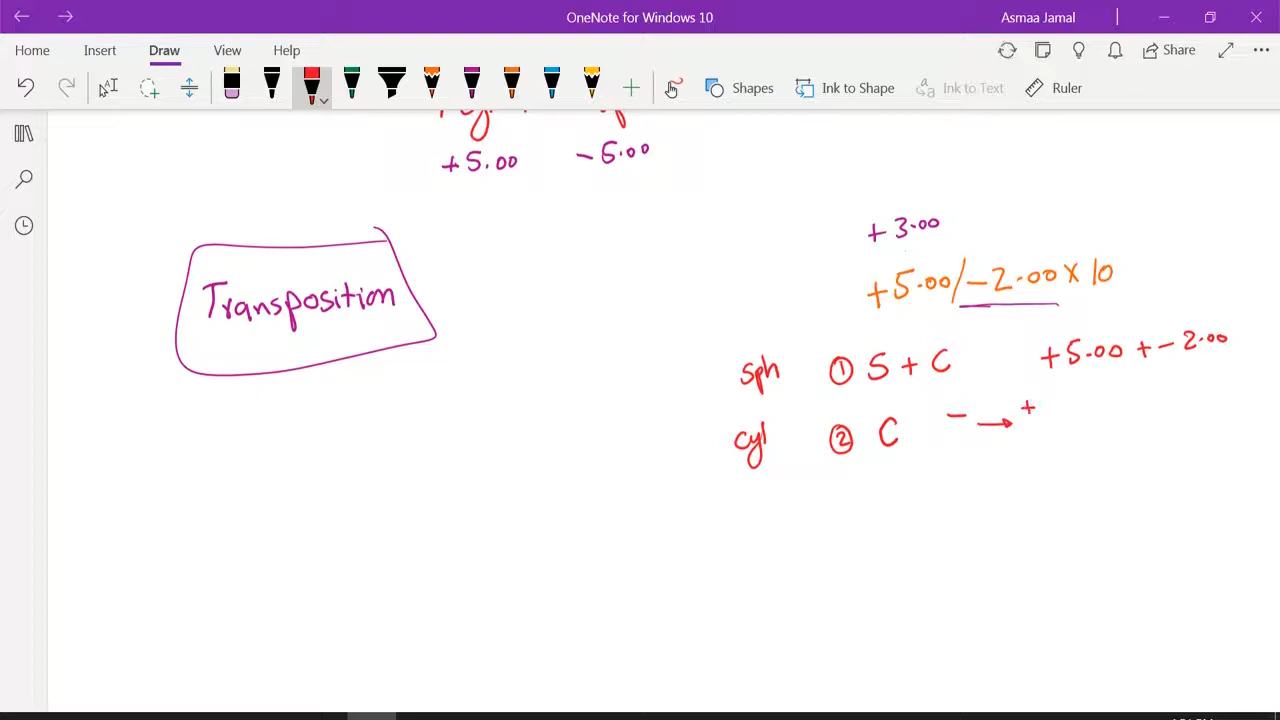 OneNote for Windows 10
Asmaa Jamal
Home Insert Draw View Help
Share
Shapes Ink to Shape Ink to Text Ruler
+5.00 -5.00
+3.00
Transposition
+5.00/-2.00 x 10
Sph ① S + C +5.00 + -2.00
Cyl ② C - → +